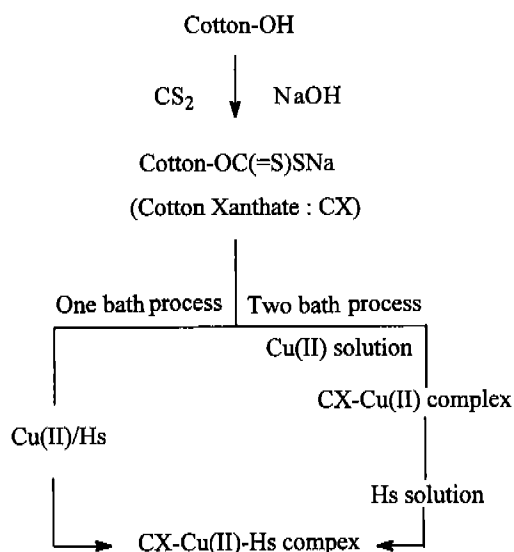 Cotton-OH
CS2 NaOH
Cotton-OC(=S)SNa
(Cotton Xanthate : CX)
One bath process Two bath process
Cu(II) solution
CX-Cu(II) complex
Cu(II)/Hs
Hs solution
CX-Cu(II)-Hs compex